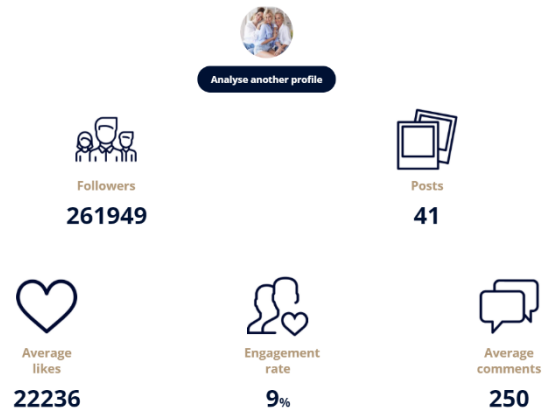 Analyse another profile
Followers
261949
Posts
41
Average
likes
22236
Engagement
rate
9%
Average
comments
250